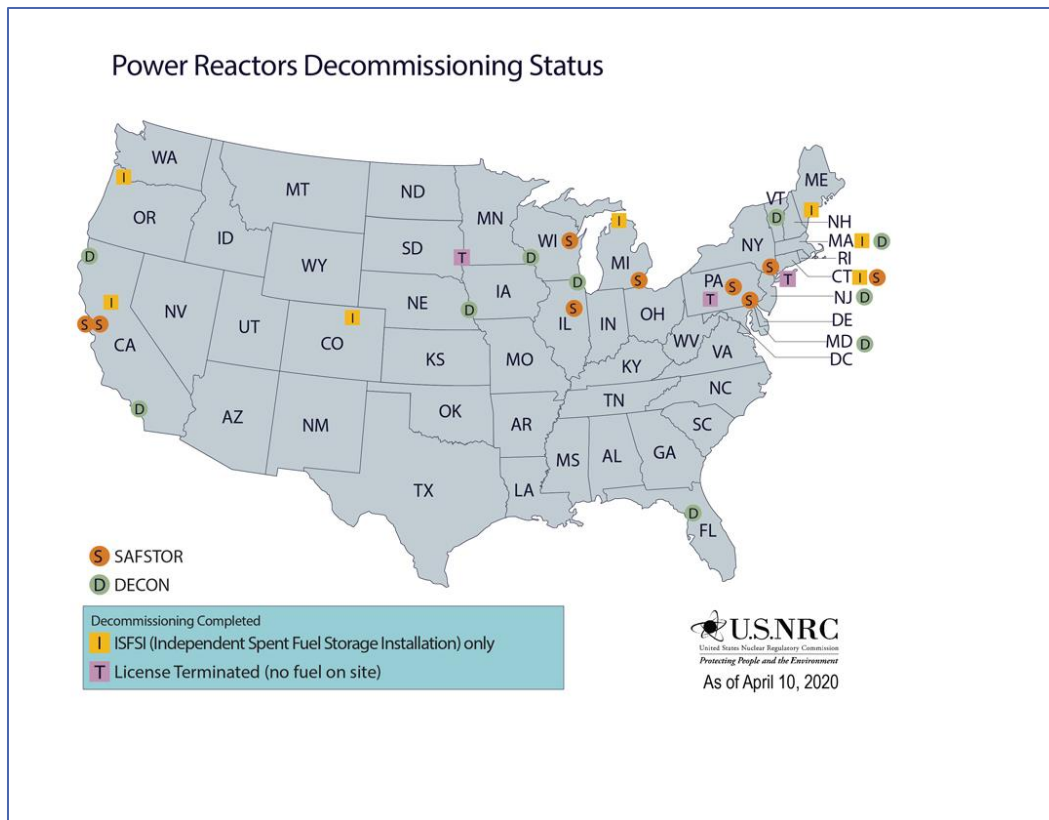 Power Reactors Decommissioning Status
WA
I
MT
ND
MN
ME
VT
D
I
NH
OR
ID
SD
T
WI
S
D
I
MI
NY
MA I D
RI
D
WY
S
S
PA
S
CT I S
T
I
NE
D
IA
D
S
IL
IN
OH
T
S
NJ D
DE
S S
NV
UT
I
CO
WV
MD D
DC
CA
KS
MO
KY
VA
D
AZ
NM
OK
AR
TN
NC
SC
TX
LA
MS
AL
GA
D
FL
S SAFSTOR
D DECON
Decommissioning Completed
I ISFSI (Independent Spent Fuel Storage Installation) only
T License Terminated (no fuel on site)
U.S.NRC
United States Nuclear Regulatory Commission
Protecting People and the Environment
As of April 10, 2020